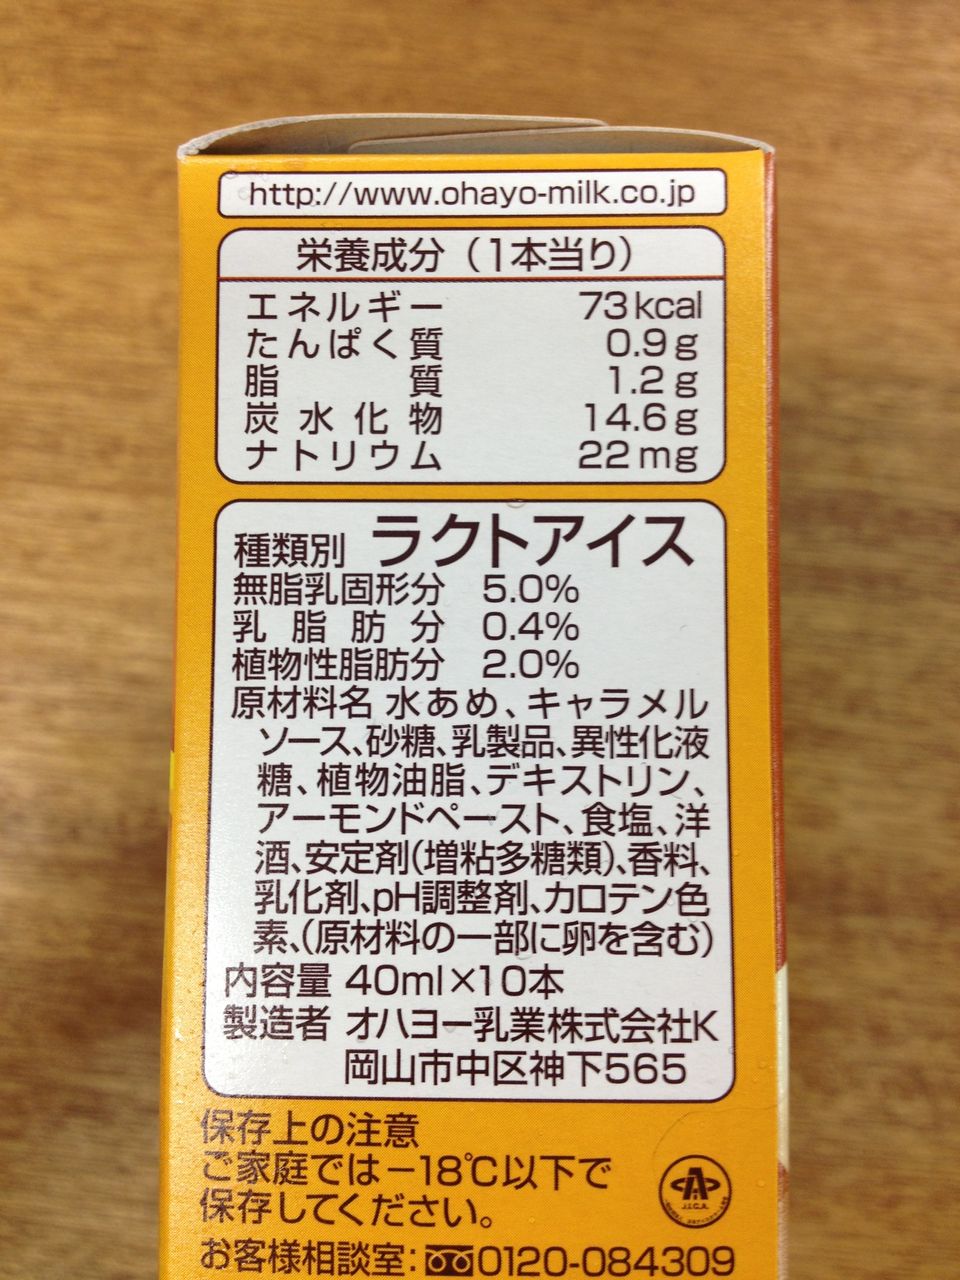 http://www.ohayo-milk.co.jp
栄養成分（1本当り）
エネルギー 73kcal
たんぱく質 0.9g
脂質 1.2g
炭水化物 14.6g
ナトリウム 22mg
種類別 ラクトアイス
無脂乳固形分 5.0%
乳脂肪分 0.4%
植物性脂肪分 2.0%
原材料名 水あめ、キャラメル
ソース、砂糖、乳製品、異性化液
糖、植物油脂、デキストリン、
アーモンドペースト、食塩、洋
酒、安定剤(増粘多糖類)、香料、
乳化剤、pH調整剤、カロテン色
素、(原材料の一部に卵を含む)
内容量 40ml×10本
製造者 オハヨー乳業株式会社K
岡山市中区神下565
保存上の注意
ご家庭では－18℃以下で
保存してください。
J.I.C.A.
お客様相談室：0120-084309